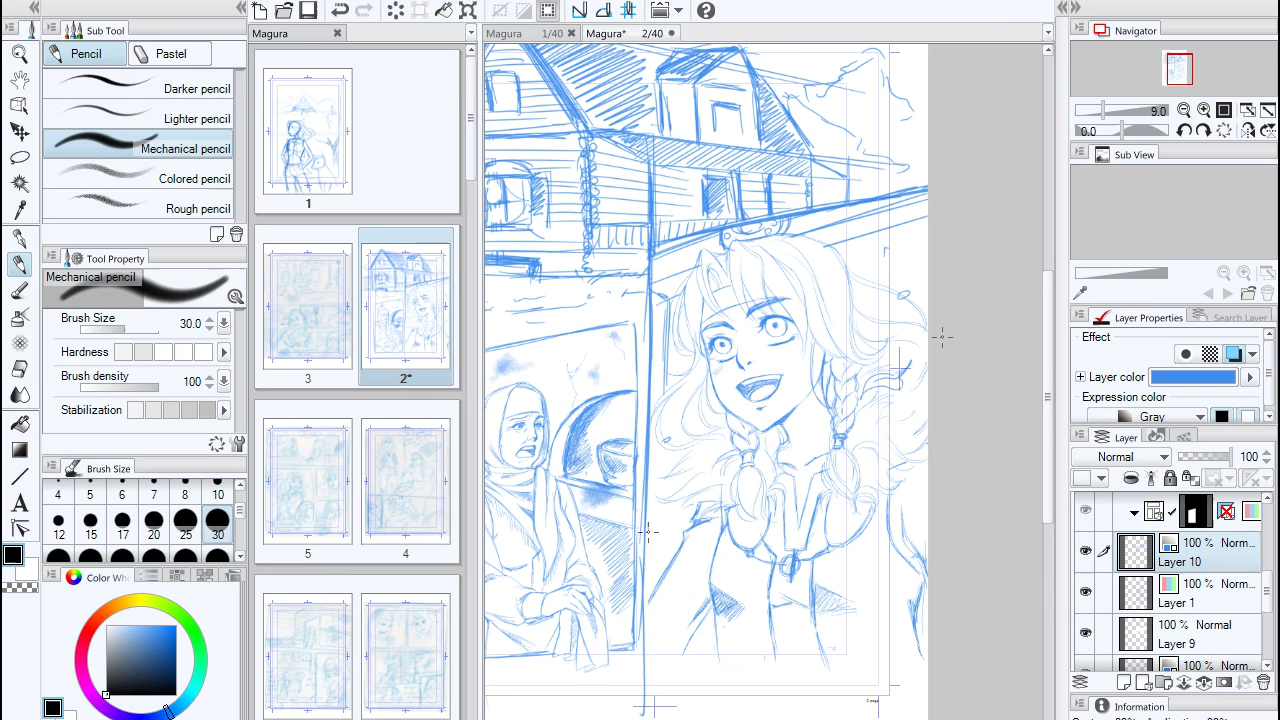 Sub Tool
Pencil
Pastel
Darker pencil
Lighter pencil
Mechanical pencil
Colored pencil
Rough pencil
Tool Property
Mechanical pencil
Brush Size
30.0
Hardness
Brush density
100
Stabilization
Brush Size
4 5 6 7 8 10
12 15 17 20 25 30
Color Whe
Magura
1
3
2*
5
4
Magura 1/40
Magura* 2/40
Navigator
9.0
0.0
Sub View
Layer Properties
Search Layer
Effect
Layer color
Expression color
Gray
Layer
Normal
100
100 % Norm...
Layer 10
100 % Norm...
Layer 1
100 % Normal
Layer 9
100 % Norm...
Information